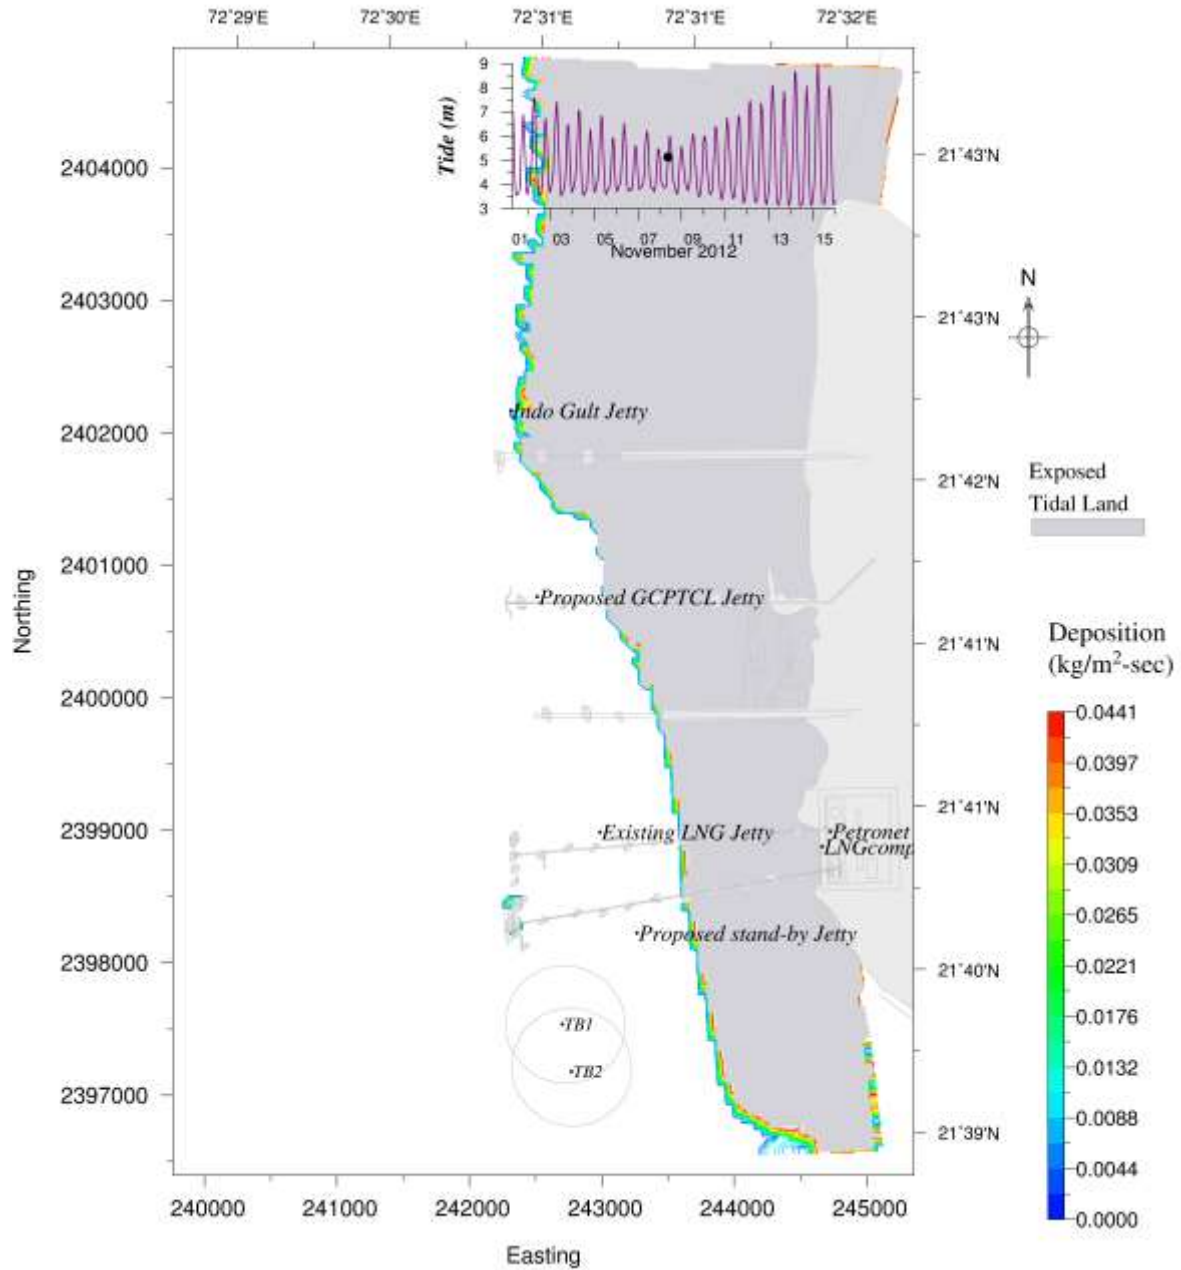 72˚29'E 72˚30'E 72˚31'E 72˚31'E 72˚32'E
Tide (m)
9
8
7
6
5
4
3
01 03 05 07 09 11 13 15
November 2012
2404000
2403000
2402000
2401000
2400000
2399000
2398000
2397000
Northing
21˚43'N
21˚43'N
21˚42'N
21˚41'N
21˚41'N
21˚40'N
21˚39'N
Indo Gult Jetty
Proposed GCPTCL Jetty
Existing LNG Jetty
Petronet
LNGcomp
Proposed stand-by Jetty
TB1
TB2
240000 241000 242000 243000 244000 245000
Easting
N
Exposed
Tidal Land
Deposition
(kg/m²-sec)
0.0441
0.0397
0.0353
0.0309
0.0265
0.0221
0.0176
0.0132
0.0088
0.0044
0.0000